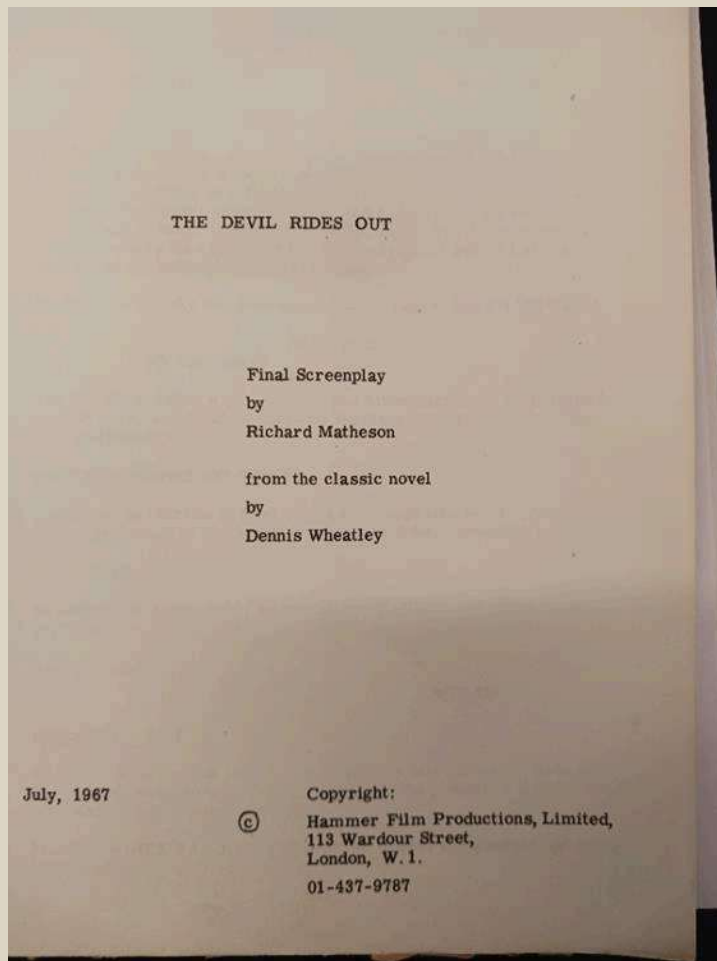 THE DEVIL RIDES OUT
Final Screenplay
by
Richard Matheson
from the classic novel
by
Dennis Wheatley
July, 1967
Copyright:
© Hammer Film Productions, Limited,
113 Wardour Street,
London, W.1.
01-437-9787